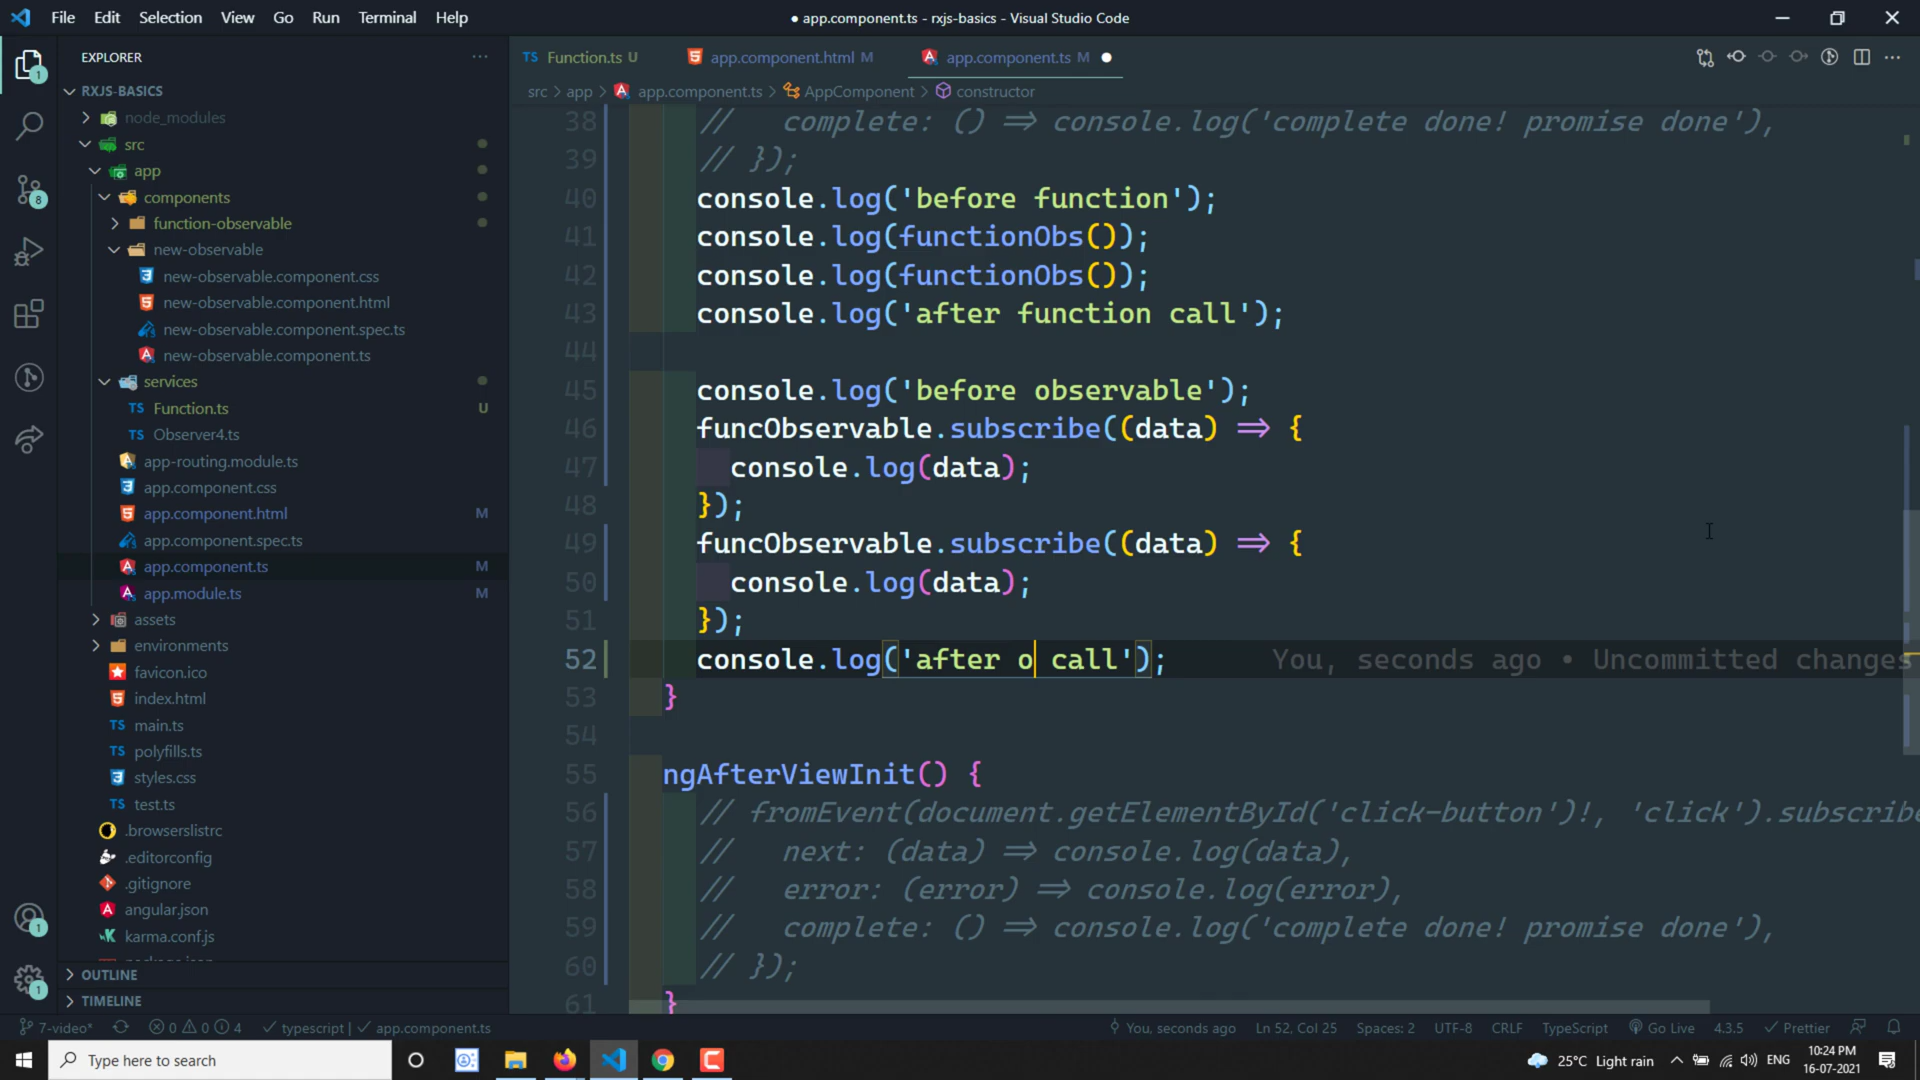 File Edit Selection View Go Run Terminal Help
● app.component.ts - rxjs-basics - Visual Studio Code
EXPLORER
RXJS-BASICS
node_modules
src
app
components
function-observable
new-observable
new-observable.component.css
new-observable.component.html
new-observable.component.spec.ts
new-observable.component.ts
services
TS Function.ts U
TS Observer4.ts
app-routing.module.ts
app.component.css
app.component.html M
app.component.spec.ts
app.component.ts M
app.module.ts M
assets
environments
favicon.ico
index.html
TS main.ts
TS polyfills.ts
styles.css
TS test.ts
.browserslistrc
.editorconfig
.gitignore
angular.json
karma.conf.js
OUTLINE
TIMELINE
1
8
1
1
TS Function.ts U
app.component.html M
app.component.ts M
src > app > app.component.ts > AppComponent > constructor
38 //   complete: () => console.log('complete done! promise done'),
39 // });
40 console.log('before function');
41 console.log(functionObs());
42 console.log(functionObs());
43 console.log('after function call');
44
45 console.log('before observable');
46 funcObservable.subscribe((data) => {
47   console.log(data);
48 });
49 funcObservable.subscribe((data) => {
50   console.log(data);
51 });
52 console.log('after o call'); You, seconds ago • Uncommitted changes
53 }
54
55 ngAfterViewInit() {
56 // fromEvent(document.getElementById('click-button')!, 'click').subscribe
57 //   next: (data) => console.log(data),
58 //   error: (error) => console.log(error),
59 //   complete: () => console.log('complete done! promise done'),
60 // });
61 }
7-video* 0 0 4 typescript | app.component.ts
You, seconds ago Ln 52, Col 25 Spaces: 2 UTF-8 CRLF TypeScript Go Live 4.3.5 Prettier
Type here to search
25°C Light rain ENG
10:24 PM
16-07-2021